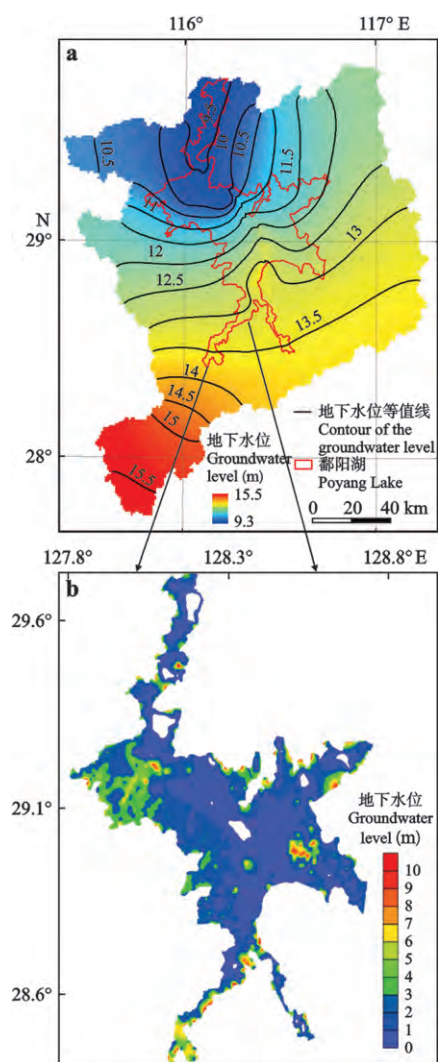 116° 117° E
a
9.5
10
10.5
10.5
11.5
11
N
29°
12
13
12.5
13.5
14
14.5
15
地下水位等值线
Contour of the groundwater level
地下水位
Groundwater level (m)
鄱阳湖
Poyang Lake
28°
15.5
15.5
9.3
0 20 40 km
127.8° 128.3° 128.8° E
b
29.6°
29.1°
地下水位
Groundwater level (m)
10
9
8
7
6
5
4
3
2
1
0
28.6°